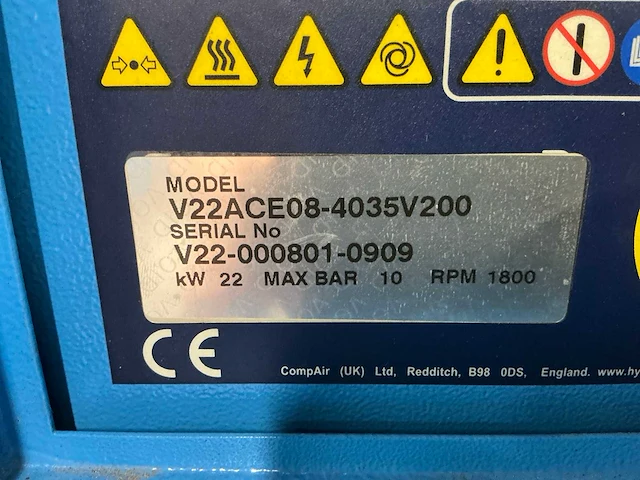 MODEL
V22ACE08-4035V200
SERIAL No
V22-000801-0909
kW 22 MAX BAR 10 RPM 1800
CE
CompAir (UK) Ltd, Redditch, B98 0DS, England. www.hy